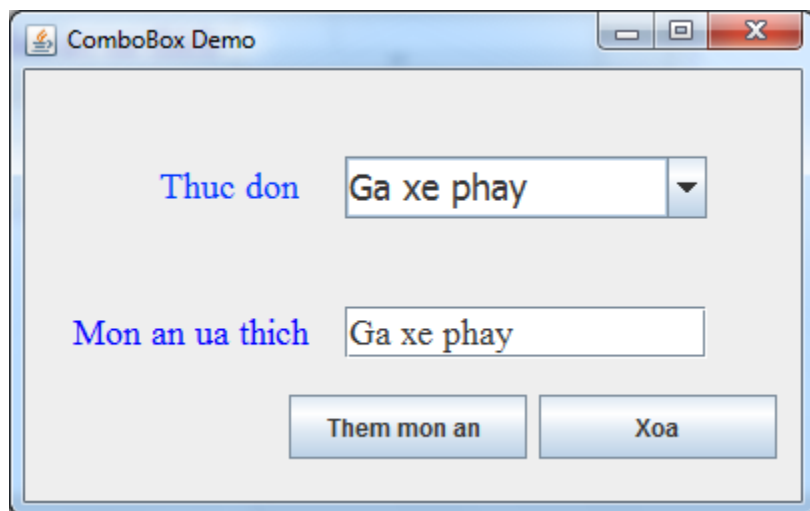 ComboBox Demo
Thuc don Ga xe phay
Mon an ua thich Ga xe phay
Them mon an Xoa